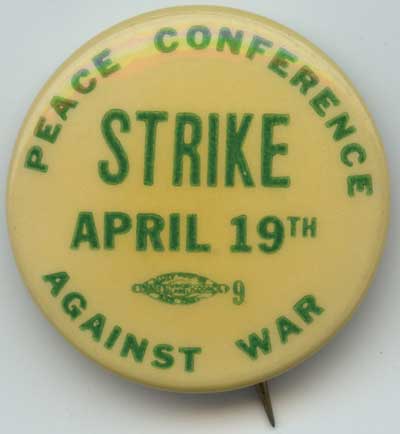 PEACE CONFERENCE
STRIKE
APRIL 19TH
9
AGAINST WAR